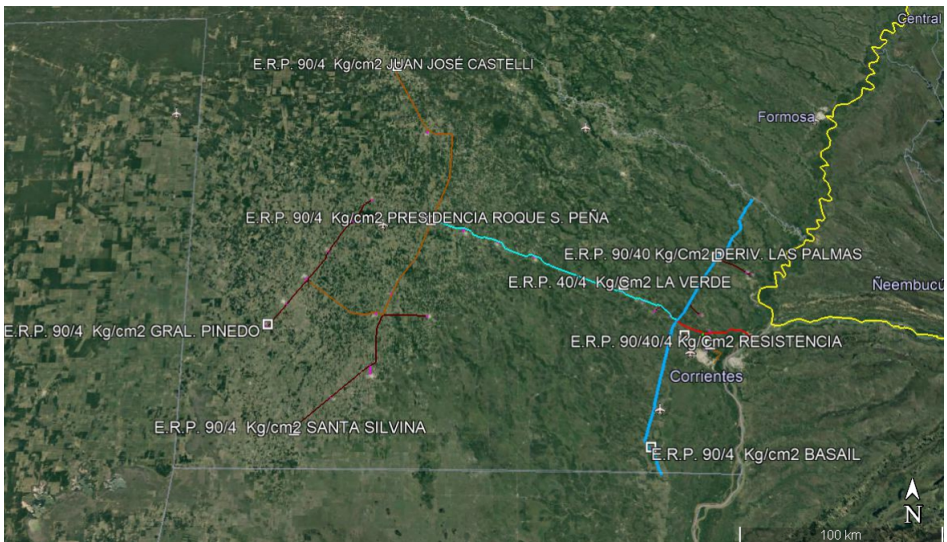 Central
E.R.P. 90/4 Kg/cm2 JUAN JOSÉ CASTELLI
Formosa
E.R.P. 90/4 Kg/cm2 PRESIDENCIA ROQUE S. PEÑA
E.R.P. 90/40 Kg/Cm2 DERIV. LAS PALMAS
E.R.P. 40/4 Kg/Cm2 LA VERDE
Ñeembucú
E.R.P. 90/4 Kg/cm2 GRAL. PINEDO
E.R.P. 90/40/4 Kg/Cm2 RESISTENCIA
Corrientes
E.R.P. 90/4 Kg/cm2 SANTA SILVINA
E.R.P. 90/4 Kg/cm2 BASAIL
N
100 km